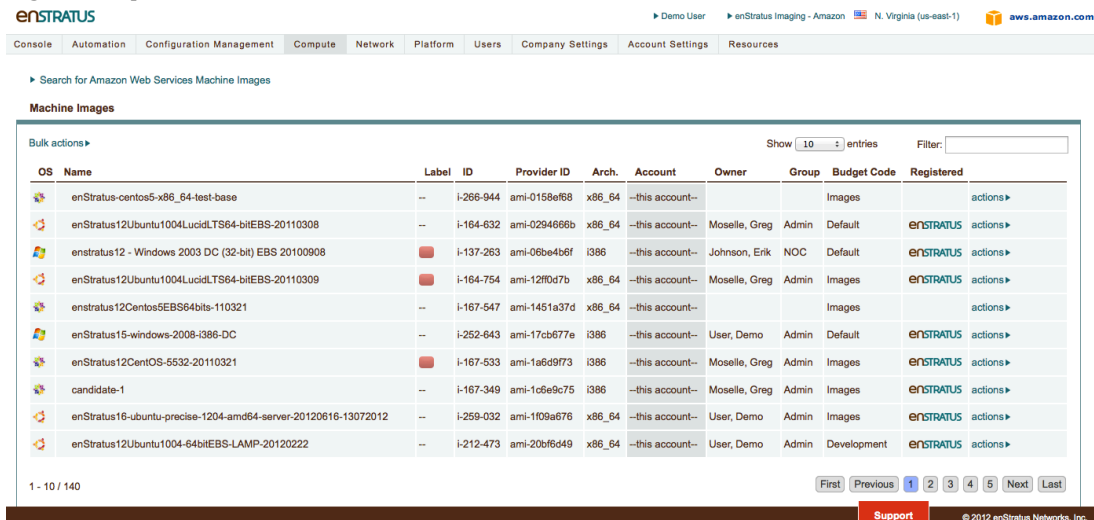 enSTRATUS ▸ Demo User ▸ enStratus Imaging - Amazon N. Virginia (us-east-1) aws.amazon.com
Console Automation Configuration Management Compute Network Platform Users Company Settings Account Settings Resources
▸ Search for Amazon Web Services Machine Images
Machine Images
Bulk actions▸ Show 10 entries Filter:
OS Name Label ID Provider ID Arch. Account Owner Group Budget Code Registered
enStratus-centos5-x86_64-test-base -- i-266-944 ami-0158ef68 x86_64 --this account-- Images actions▸
enStratus12Ubuntu1004LucidLTS64-bitEBS-20110308 -- i-164-632 ami-0294666b x86_64 --this account-- Moselle, Greg Admin Default enSTRATUS actions▸
enstratus12 - Windows 2003 DC (32-bit) EBS 20100908 i-137-263 ami-06be4b6f i386 --this account-- Johnson, Erik NOC Default enSTRATUS actions▸
enStratus12Ubuntu1004LucidLTS64-bitEBS-20110309 i-164-754 ami-12ff0d7b x86_64 --this account-- Moselle, Greg Admin Images enSTRATUS actions▸
enstratus12Centos5EBS64bits-110321 -- i-167-547 ami-1451a37d x86_64 --this account-- Images actions▸
enStratus15-windows-2008-i386-DC -- i-252-643 ami-17cb677e i386 --this account-- User, Demo Admin Default enSTRATUS actions▸
enStratus12CentOS-5532-20110321 i-167-533 ami-1a6d9f73 i386 --this account-- Moselle, Greg Admin Images enSTRATUS actions▸
candidate-1 -- i-167-349 ami-1c6e9c75 i386 --this account-- Moselle, Greg Admin Images enSTRATUS actions▸
enStratus16-ubuntu-precise-1204-amd64-server-20120616-13072012 -- i-259-032 ami-1f09a676 x86_64 --this account-- User, Demo Admin Images enSTRATUS actions▸
enStratus12Ubuntu1004-64bitEBS-LAMP-20120222 -- i-212-473 ami-20bf6d49 x86_64 --this account-- User, Demo Admin Development enSTRATUS actions▸
1 - 10 / 140 First Previous 1 2 3 4 5 Next Last
Support © 2012 enStratus Networks, Inc.